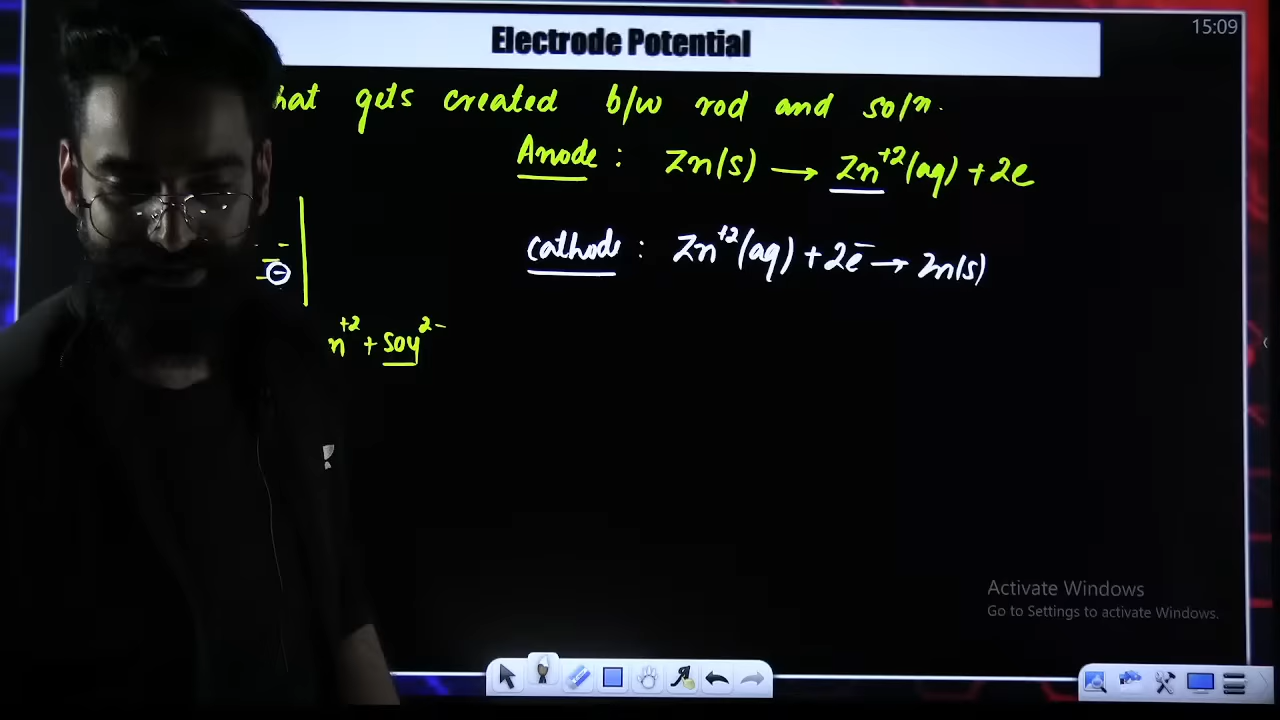 15:09
Electrode Potential
hat gets created b/w rod and sol^n.
Anode : Zn(s) → Zn^+2(aq) + 2e
cathode : Zn^+2(aq) + 2e^- → Zn(s)
n^+2 + SO4^2-
Activate Windows
Go to Settings to activate Windows.